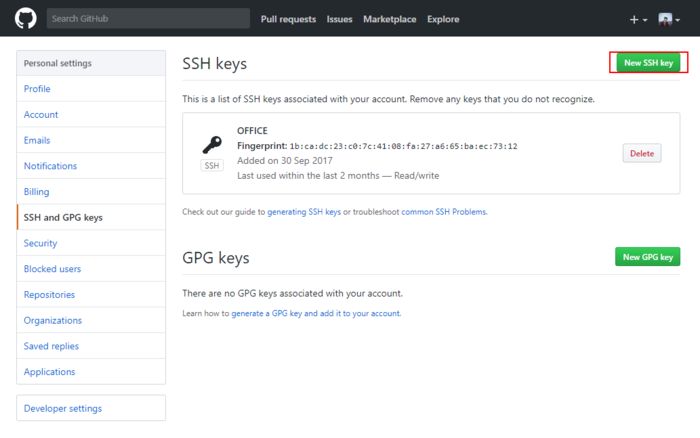 Search GitHub
Pull requests Issues Marketplace Explore
Personal settings
Profile
Account
Emails
Notifications
Billing
SSH and GPG keys
Security
Blocked users
Repositories
Organizations
Saved replies
Applications
Developer settings
SSH keys
New SSH key
This is a list of SSH keys associated with your account. Remove any keys that you do not recognize.
OFFICE
Fingerprint: 1b:ca:dc:23:c0:7c:41:08:fa:27:a6:65:ba:ec:73:12
SSH
Added on 30 Sep 2017
Last used within the last 2 months — Read/write
Delete
Check out our guide to generating SSH keys or troubleshoot common SSH Problems.
GPG keys
New GPG key
There are no GPG keys associated with your account.
Learn how to generate a GPG key and add it to your account.